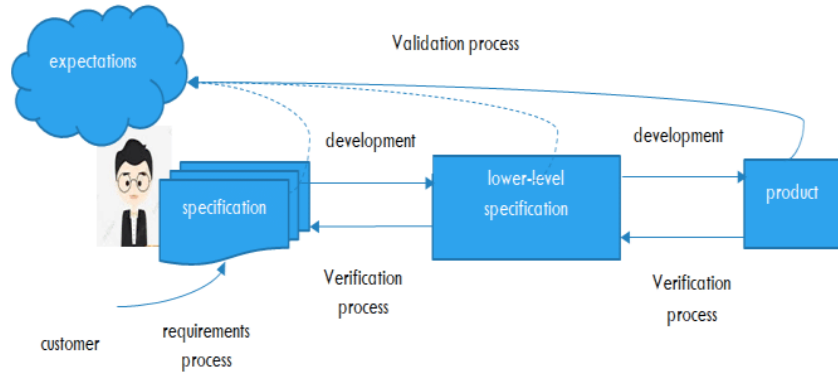 Validation process
expectations
development
development
specification
lower-level
specification
product
Verification
process
Verification
process
customer
requirements
process